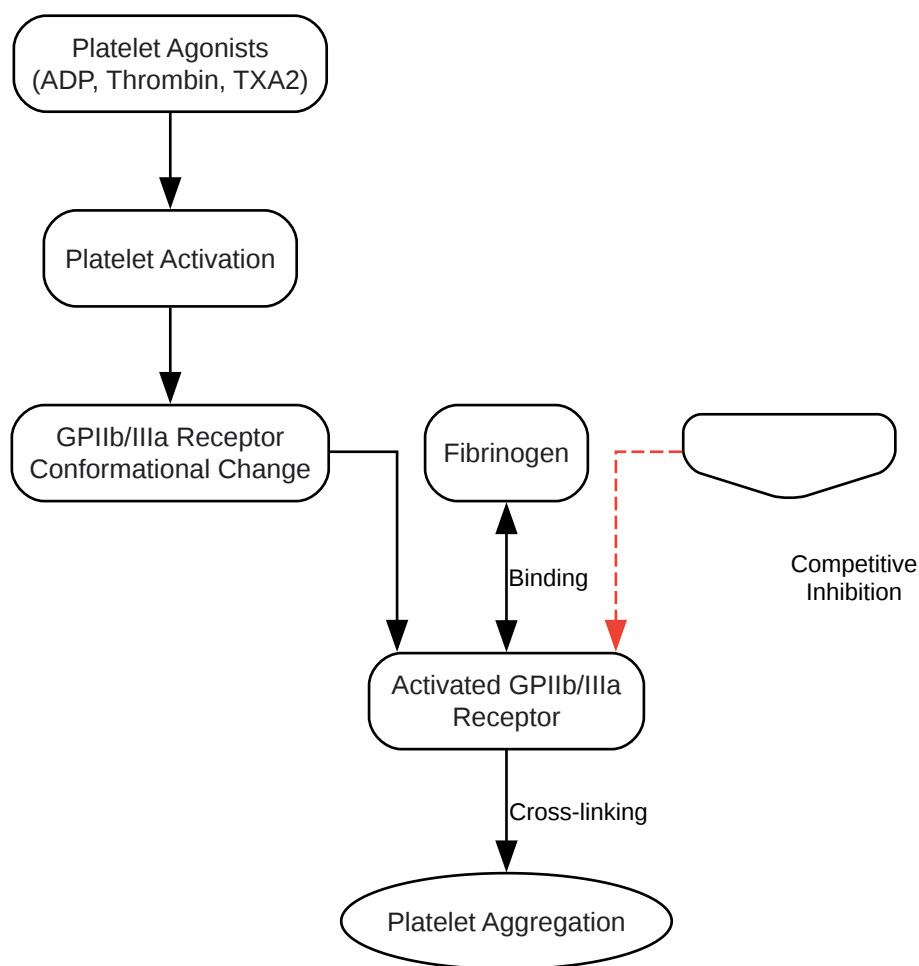 Platelet Agonists
(ADP, Thrombin, TXA2)
Platelet Activation
GPIIb/IIIa Receptor
Conformational Change
Fibrinogen
Binding
Competitive
Inhibition
Activated GPIIb/IIIa
Receptor
Cross-linking
Platelet Aggregation